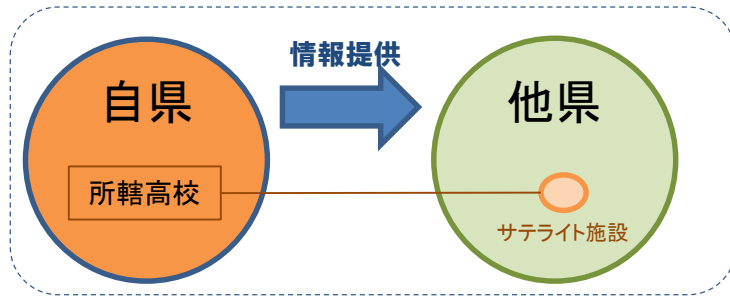 情報提供
自県
他県
所轄高校
サテライト施設